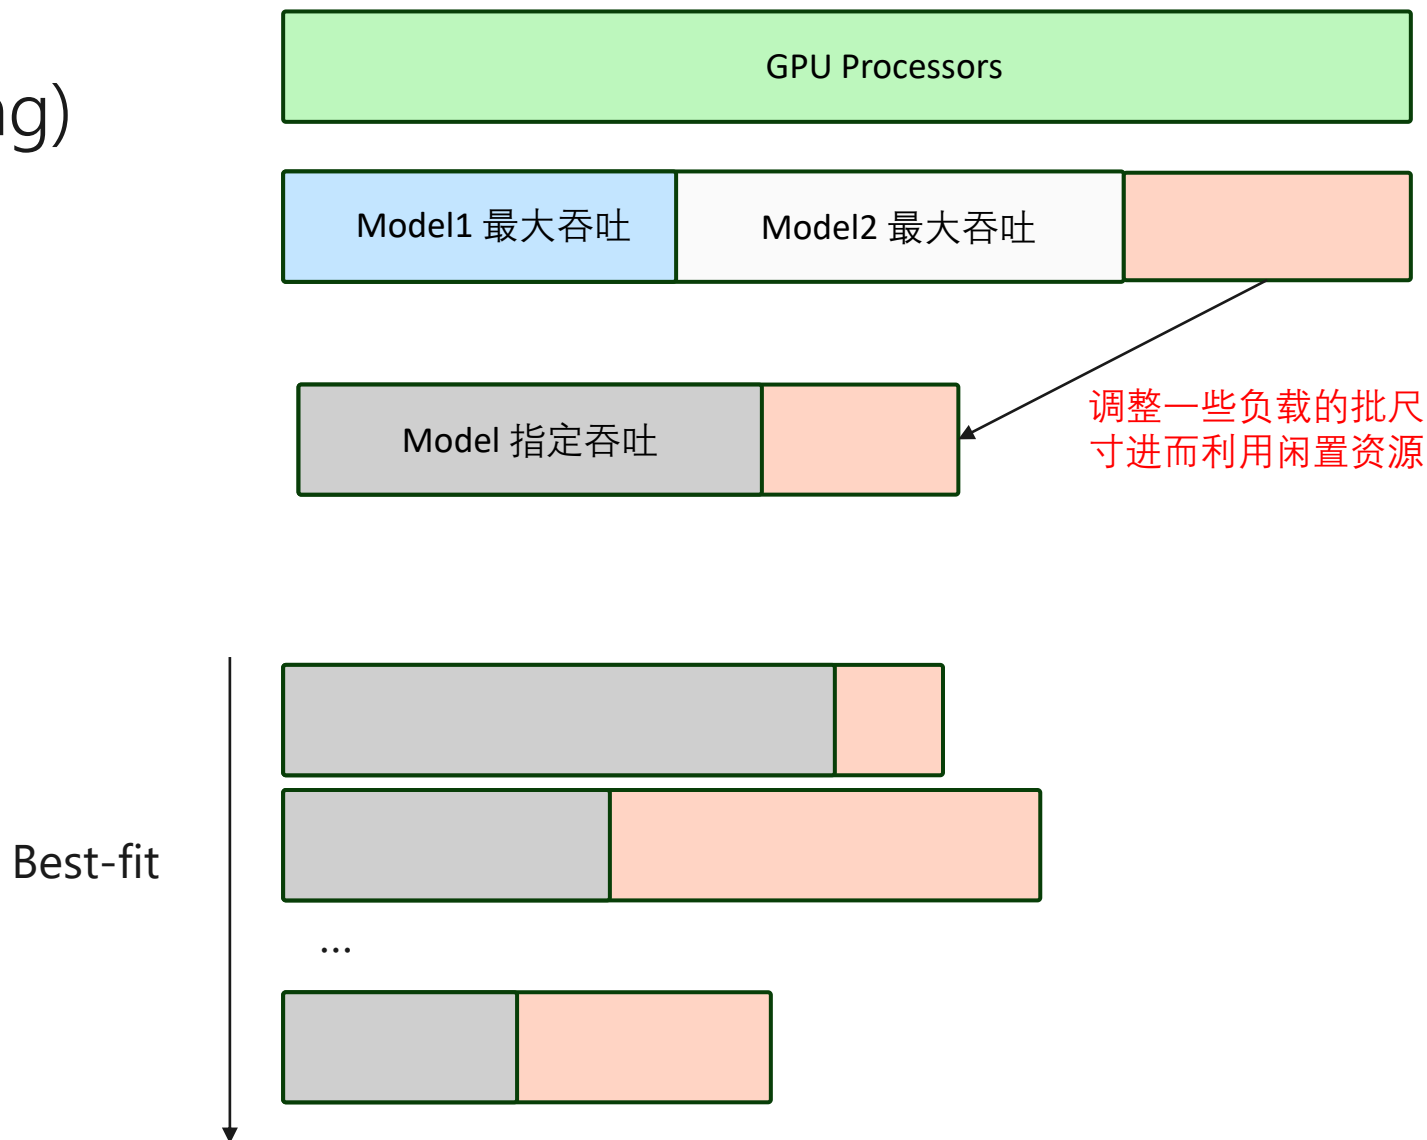 GPU Processors
ng)
Model1 最大吞吐
Model2 最大吞吐
调整一些负载的批尺
寸进而利用闲置资源
Model 指定吞吐
Best-fit
...